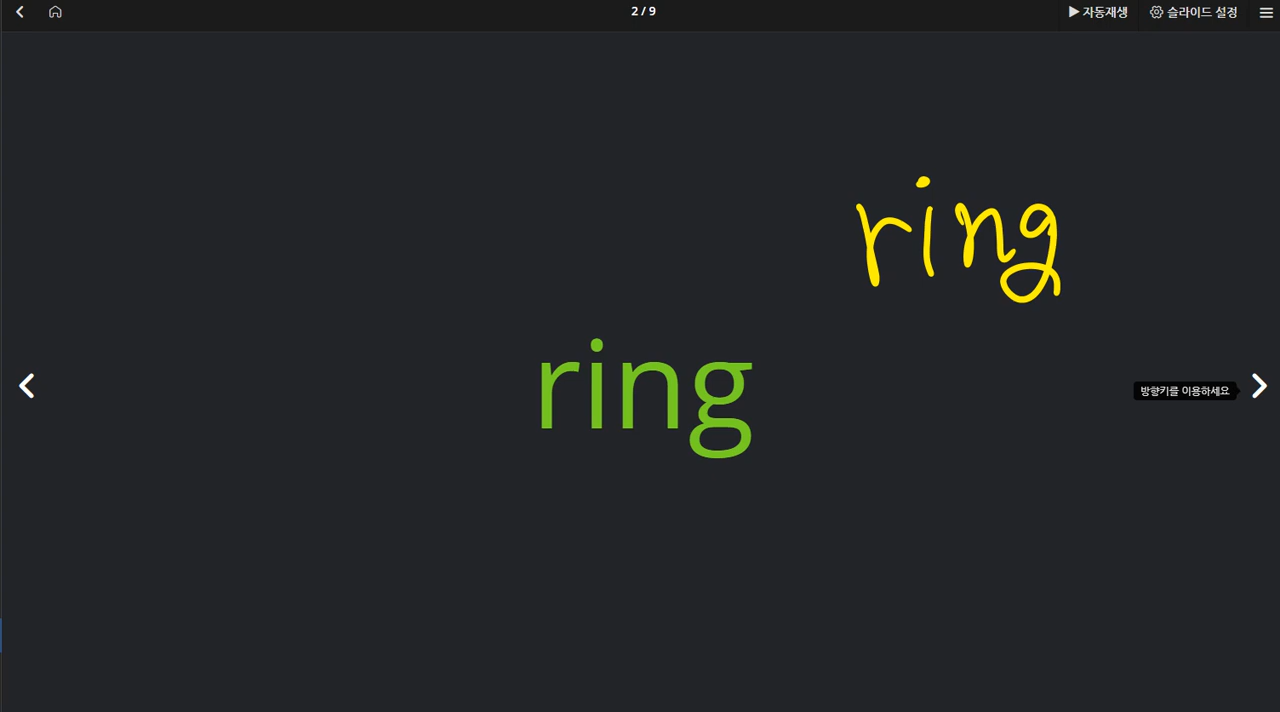 2 / 9
자동재생
슬라이드 설정
ring
ring
방향키를 이용하세요